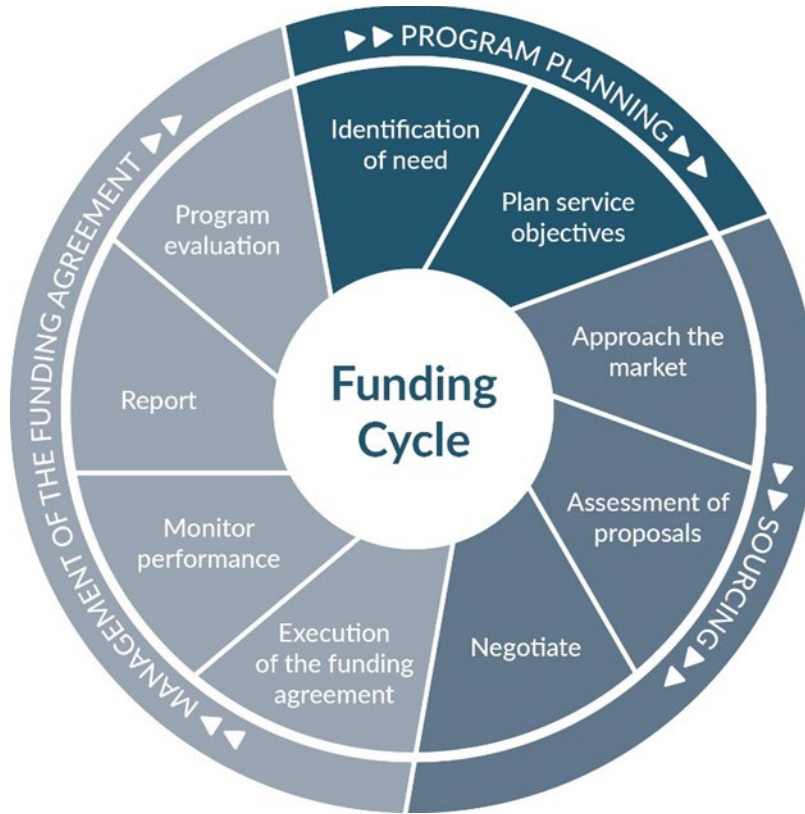 PROGRAM PLANNING
Identification
of need
Plan service
objectives
SOURCING
Approach the
market
Assessment of
proposals
Negotiate
MANAGEMENT OF THE FUNDING AGREEMENT
Execution
of the funding
agreement
Monitor
performance
Report
Program
evaluation
Funding
Cycle